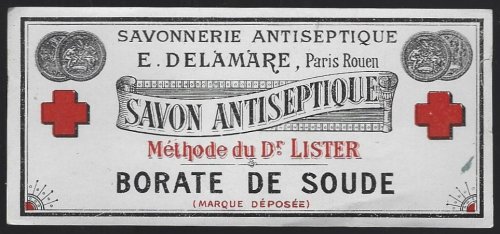 SAVONNERIE ANTISEPTIQUE
E. DELAMARE, Paris Rouen
SAVON ANTISEPTIQUE
Méthode du Dr LISTER
BORATE DE SOUDE
(MARQUE DÉPOSÉE)